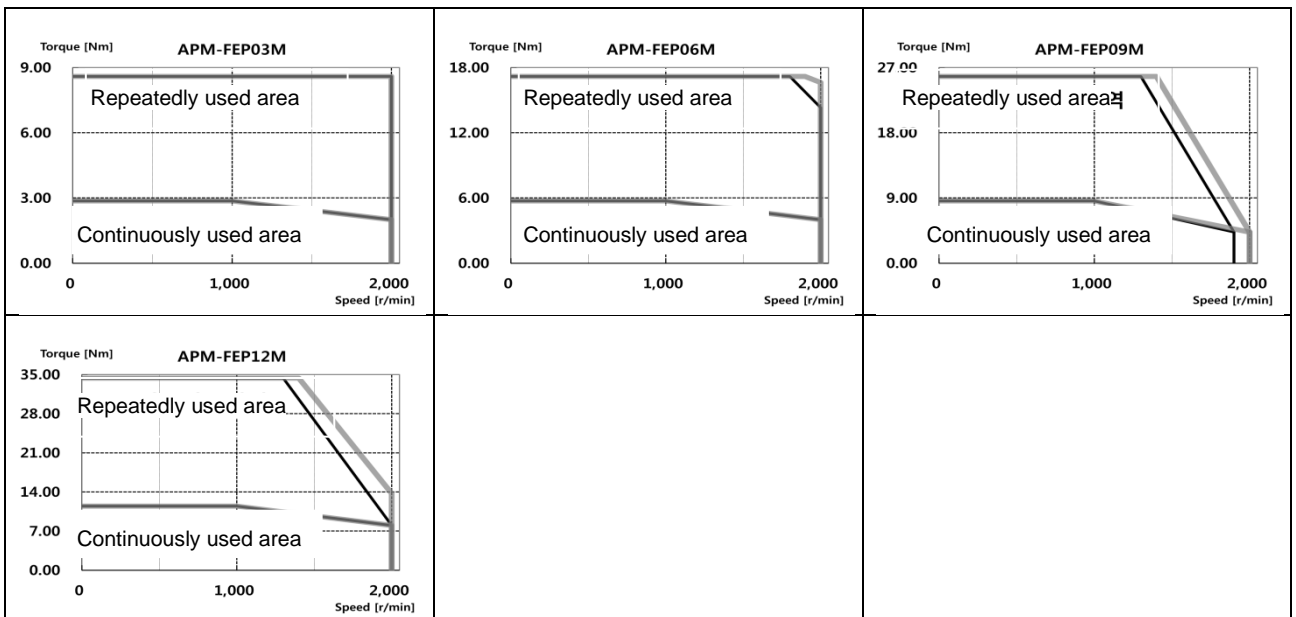 Torque [Nm] APM-FEP03M
9.00
Repeatedly used area
6.00
3.00
Continuously used area
0.00
0 1,000 2,000
Speed [r/min]
Torque [Nm] APM-FEP06M
18.00
Repeatedly used area
12.00
6.00
Continuously used area
0.00
0 1,000 2,000
Speed [r/min]
Torque [Nm] APM-FEP09M
27.00
Repeatedly used area
18.00
9.00
Continuously used area
0.00
0 1,000 2,000
Speed [r/min]
Torque [Nm] APM-FEP12M
35.00
Repeatedly used area
28.00
21.00
14.00
7.00
Continuously used area
0.00
0 1,000 2,000
Speed [r/min]